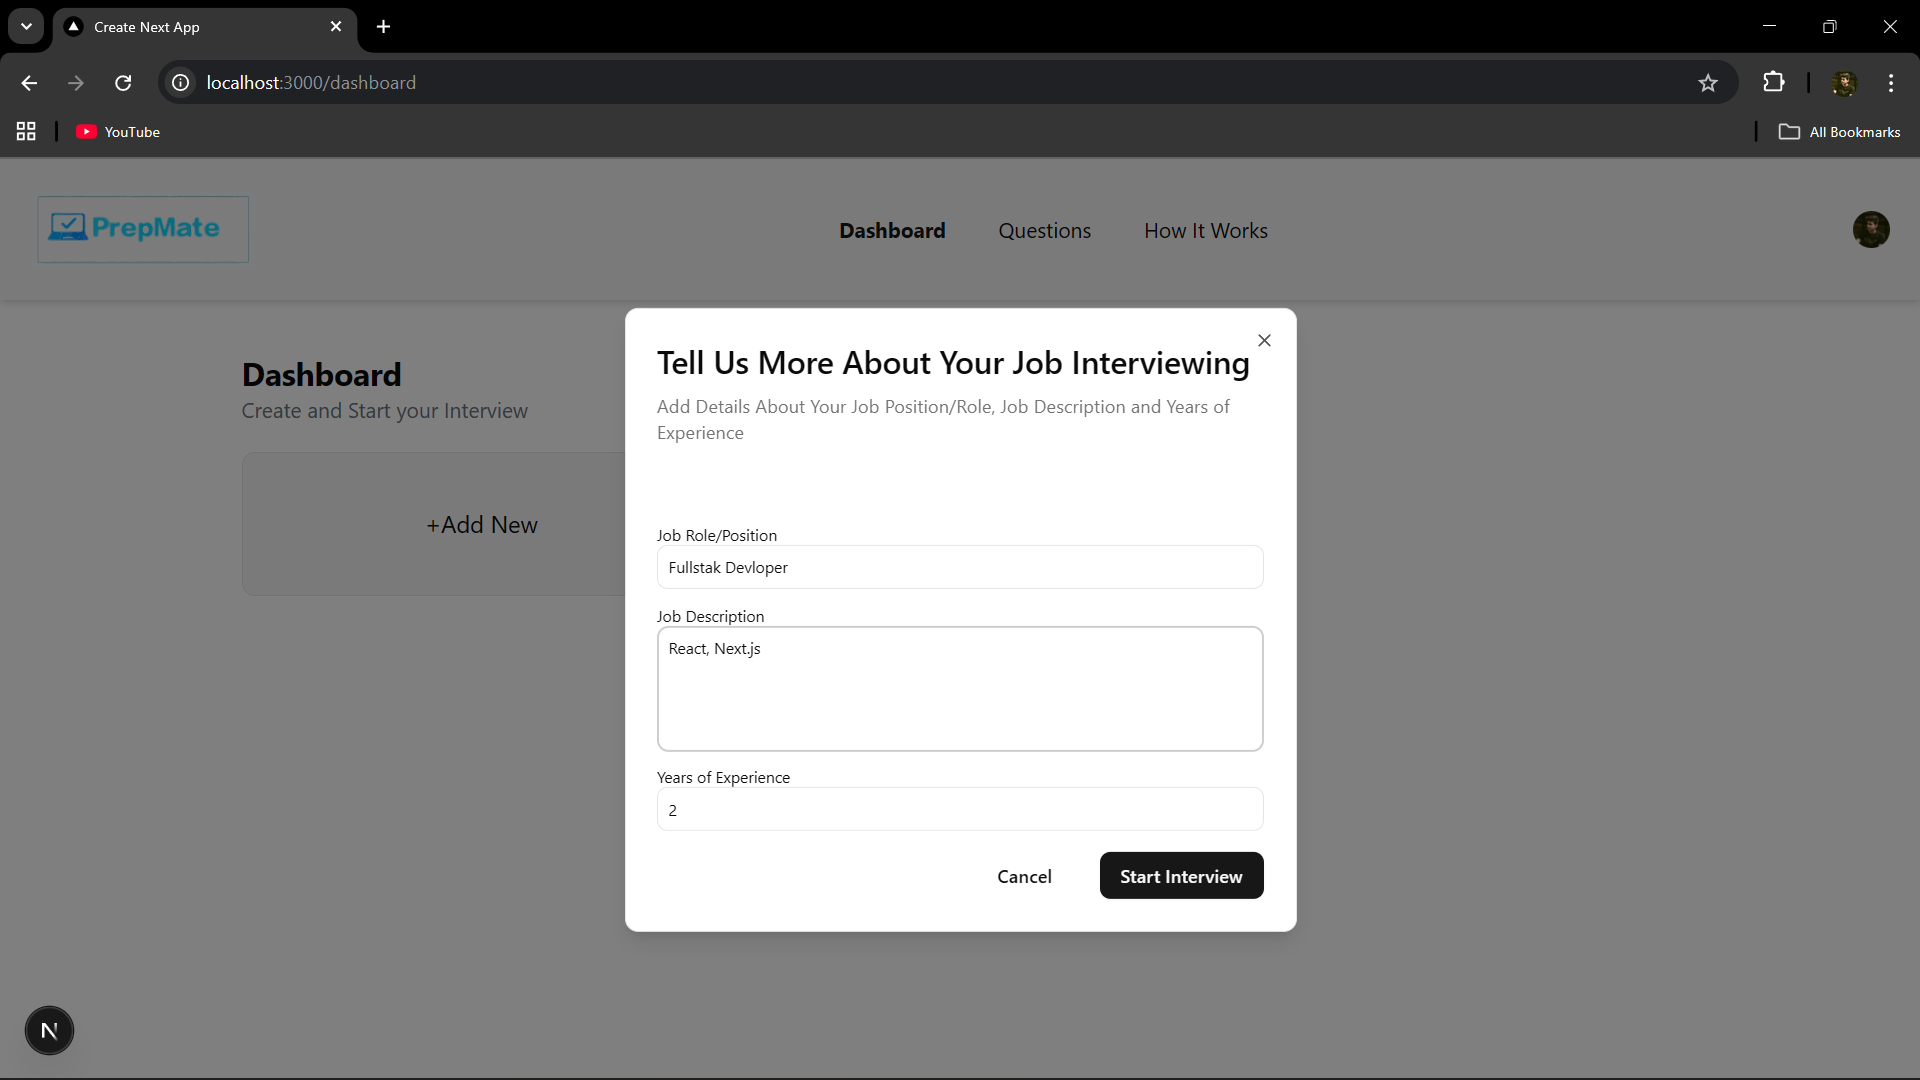 Create Next App
localhost:3000/dashboard
YouTube
All Bookmarks
PrepMate
Dashboard
Questions
How It Works
Dashboard
Create and Start your Interview
+Add New
Tell Us More About Your Job Interviewing
Add Details About Your Job Position/Role, Job Description and Years of
Experience
Job Role/Position
Fullstak Devloper
Job Description
React, Next.js
Years of Experience
2
Cancel
Start Interview
N